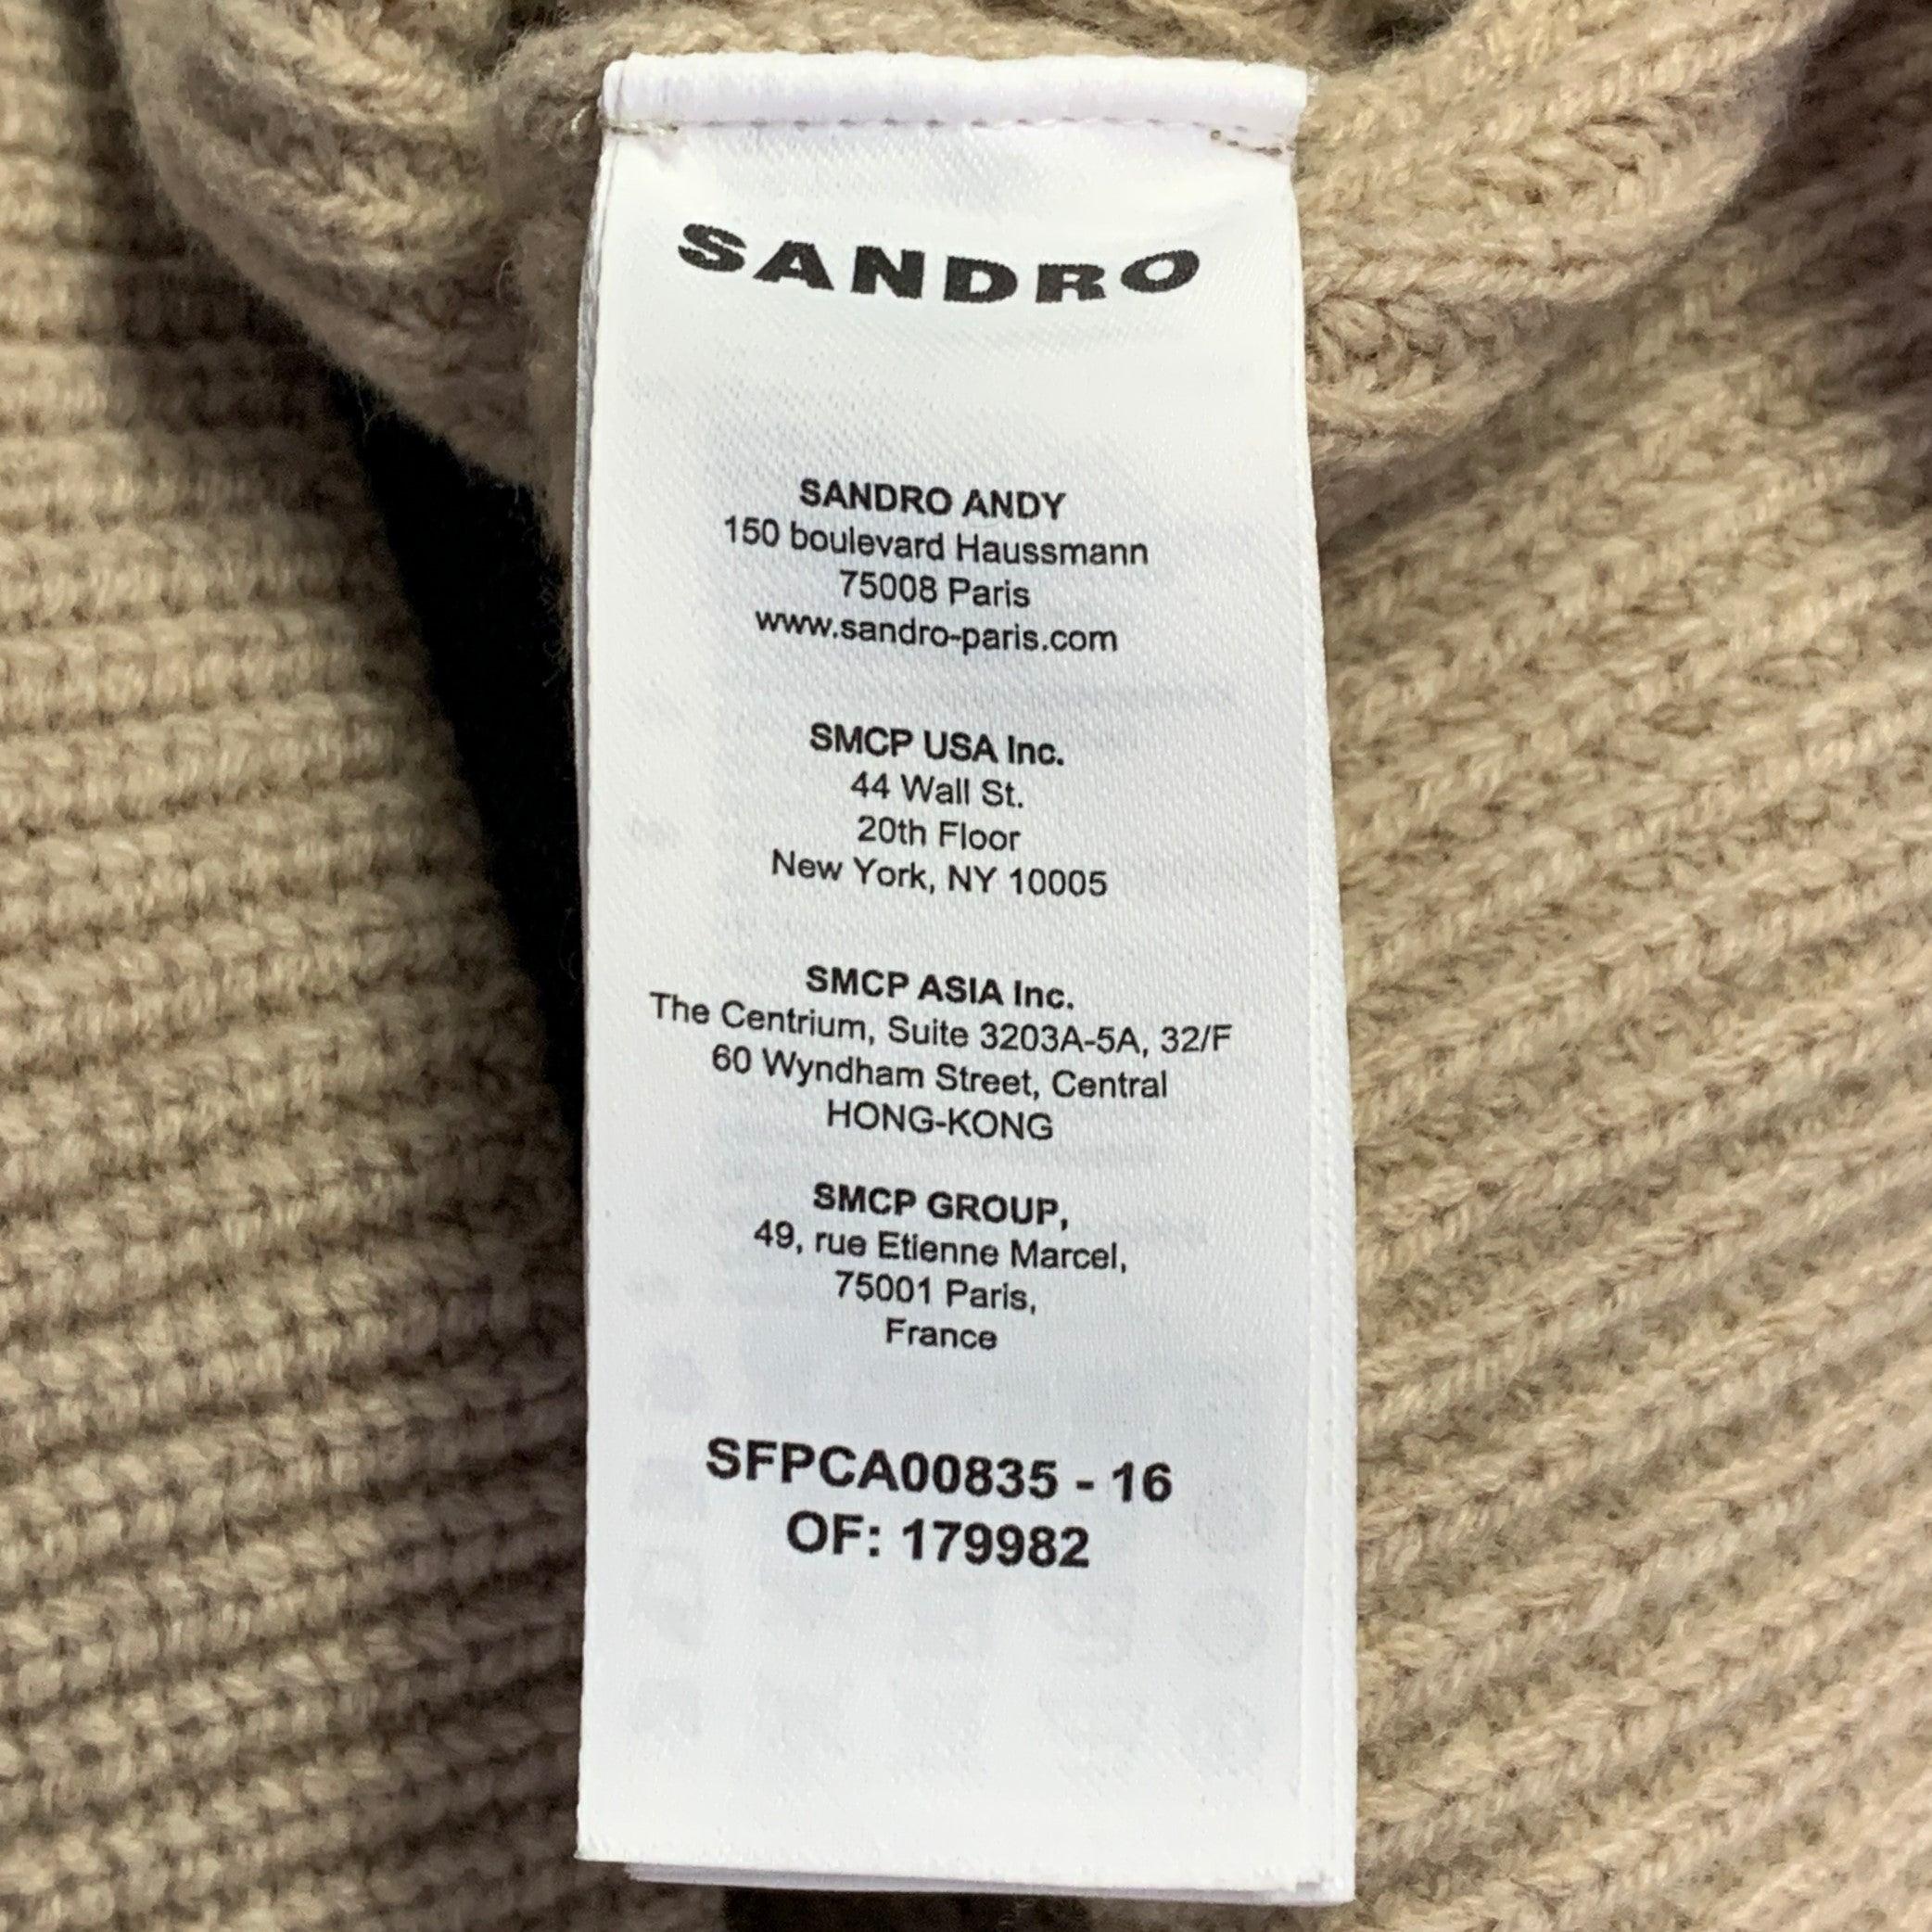 SANDRO
SANDRO ANDY
150 boulevard Haussmann
75008 Paris
www.sandro-paris.com
SMCP USA Inc.
44 Wall St.
20th Floor
New York, NY 10005
SMCP ASIA Inc.
The Centrium, Suite 3203A-5A, 32/F
60 Wyndham Street, Central
HONG-KONG
SMCP GROUP,
49, rue Etienne Marcel,
75001 Paris,
France
SFPCA00835 - 16
OF: 179982